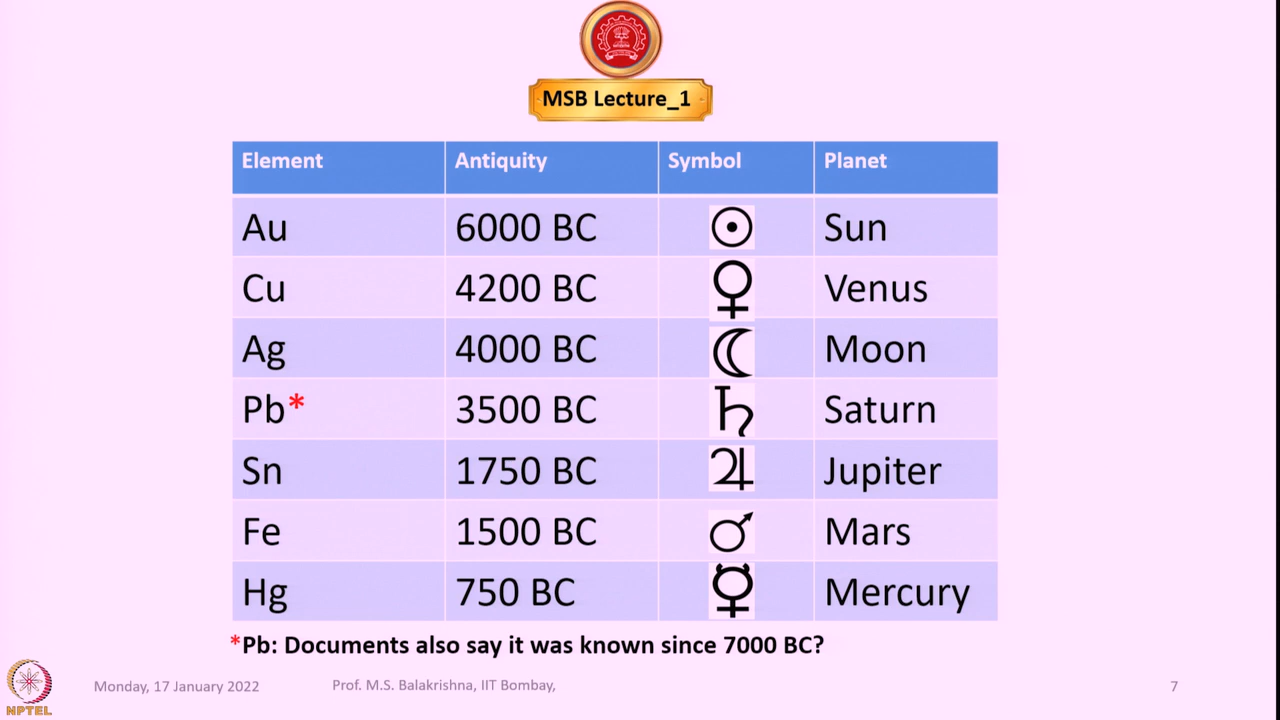 MSB Lecture_1
Element Antiquity Symbol Planet
Au 6000 BC ☉ Sun
Cu 4200 BC ♀ Venus
Ag 4000 BC ☾ Moon
Pb* 3500 BC ♄ Saturn
Sn 1750 BC ♃ Jupiter
Fe 1500 BC ♂ Mars
Hg 750 BC ☿ Mercury
*Pb: Documents also say it was known since 7000 BC?
Monday, 17 January 2022 Prof. M.S. Balakrishna, IIT Bombay, 7
NPTEL